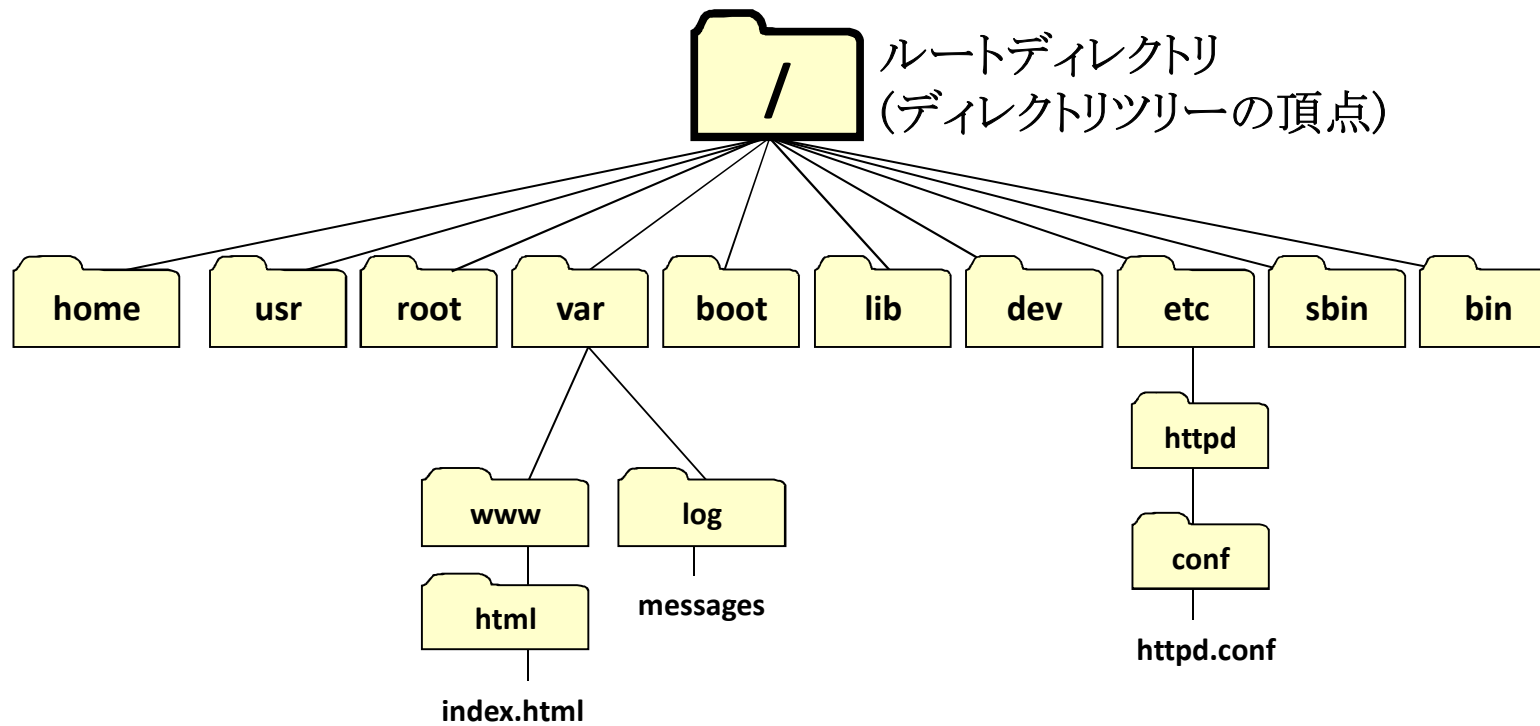 /
ルートディレクトリ
(ディレクトリツリーの頂点)
home
usr
root
var
boot
lib
dev
etc
sbin
bin
httpd
www
log
conf
html
messages
httpd.conf
index.html